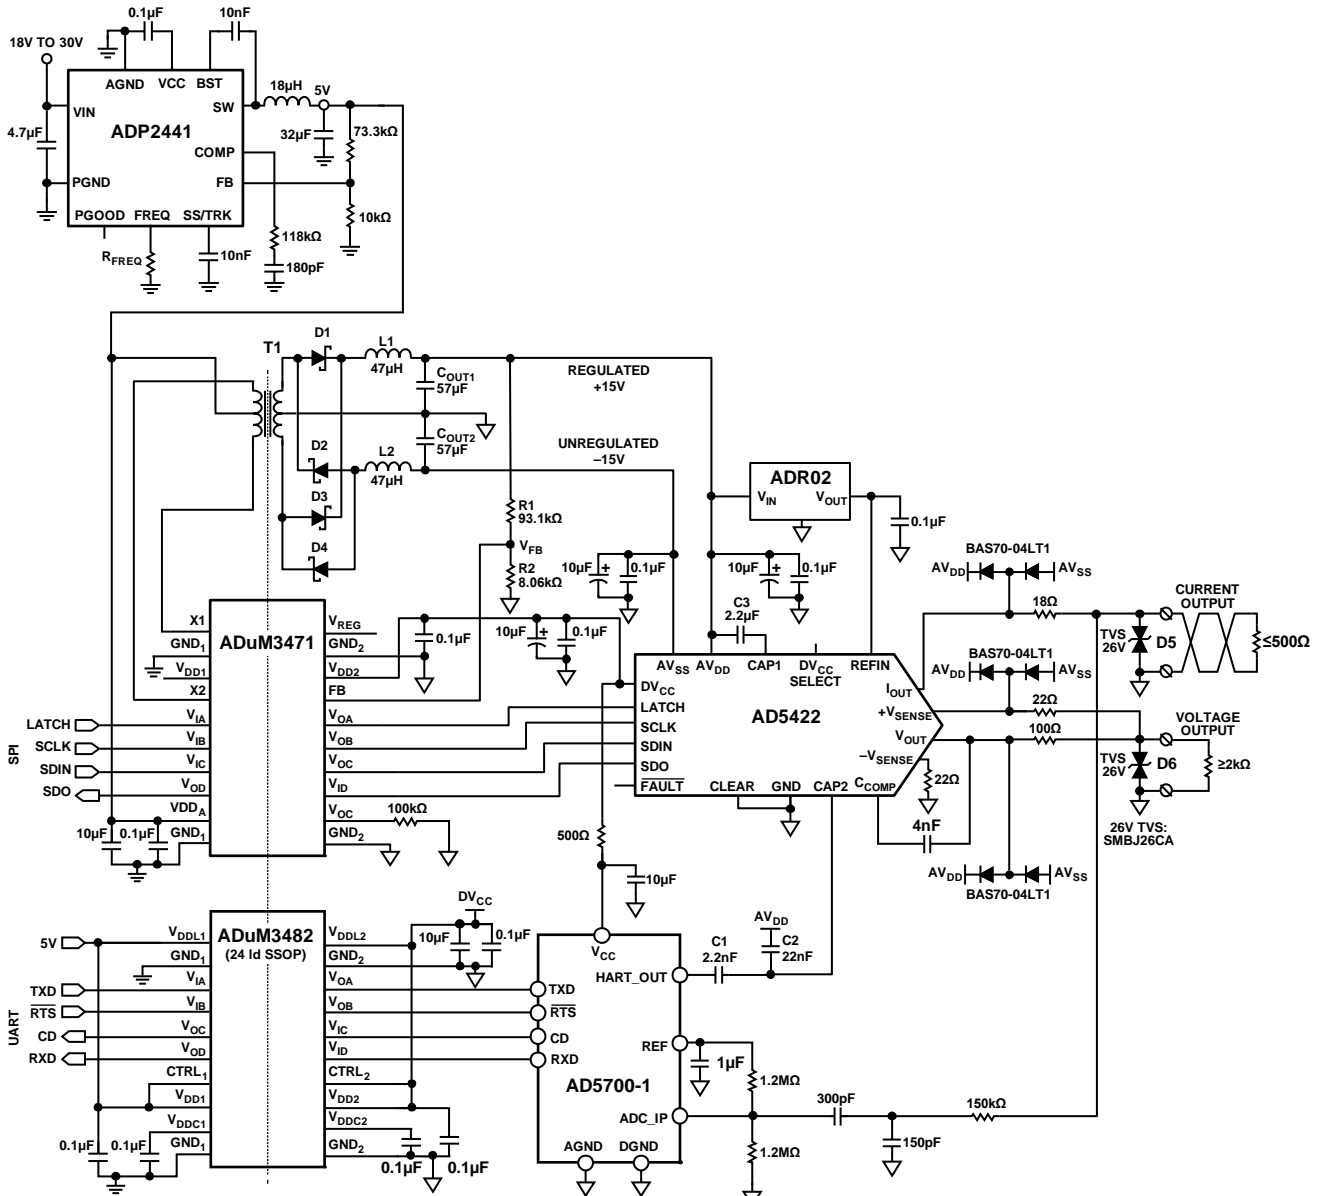 0.1µF
10nF
18V TO 30V
AGND
VCC
BST
VIN
SW
18µH
5V
ADP2441
4.7µF
32µF
73.3kΩ
COMP
PGND
FB
PGOOD
FREQ
SS/TRK
10kΩ
118kΩ
RFREQ
10nF
180pF
T1
D1
L1
47µH
COUT1
57µF
REGULATED
+15V
D2
L2
47µH
COUT2
57µF
UNREGULATED
–15V
D3
D4
R1
93.1kΩ
VFB
R2
8.06kΩ
ADR02
VIN
VOUT
0.1µF
10µF
+
0.1µF
10µF
+
0.1µF
C3
2.2µF
BAS70-04LT1
AVDD
AVSS
18Ω
CURRENT
OUTPUT
TVS
26V
D5
≤500Ω
BAS70-04LT1
AVDD
AVSS
22Ω
100Ω
VOLTAGE
OUTPUT
TVS
26V
D6
≥2kΩ
26V TVS:
SMBJ26CA
BAS70-04LT1
AVDD
AVSS
ADuM3471
X1
GND1
VDD1
X2
VIA
VIB
VIC
VOD
VDDA
GND1
VREG
GND2
VDD2
FB
VOA
VOB
VOC
VID
VOC
GND2
0.1µF
10µF
+
0.1µF
100kΩ
SPI
LATCH
SCLK
SDIN
SDO
10µF
0.1µF
AD5422
AVSS
AVDD
CAP1
DVCC
SELECT
REFIN
DVCC
LATCH
SCLK
SDIN
SDO
FAULT
CLEAR
GND
CAP2
CCOMP
IOUT
+VSENSE
VOUT
–VSENSE
22Ω
4nF
500Ω
10µF
ADuM3482
(24 ld SSOP)
5V
UART
TXD
RTS
CD
RXD
VDDL1
GND1
VIA
VIB
VOC
VOD
CTRL1
VDD1
VDDC1
GND1
VDDL2
GND2
VOA
VOB
VIC
VID
CTRL2
VDD2
VDDC2
GND2
0.1µF
0.1µF
DVCC
10µF
0.1µF
0.1µF
0.1µF
AD5700-1
VCC
TXD
RTS
CD
RXD
HART_OUT
REF
ADC_IP
AGND
DGND
C1
2.2nF
AVDD
C2
22nF
1µF
1.2MΩ
1.2MΩ
300pF
150pF
150kΩ